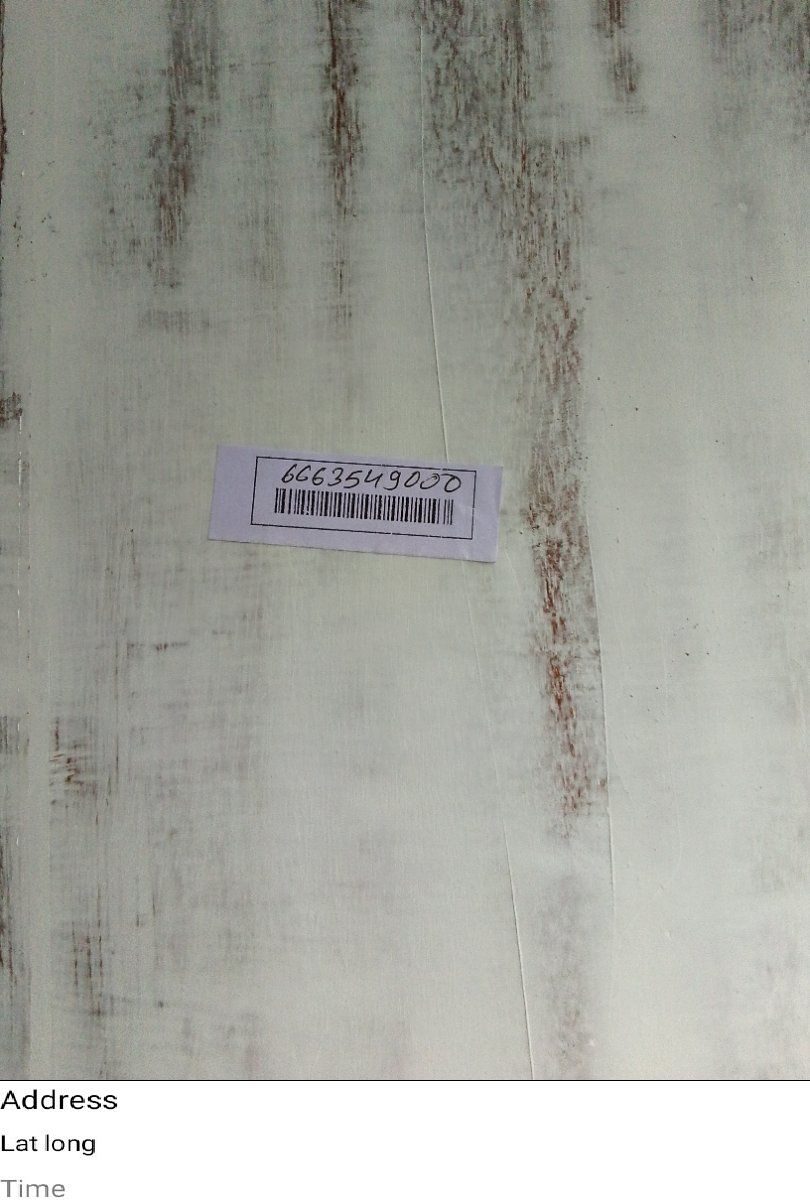 6663549000
Address
Lat long
Time